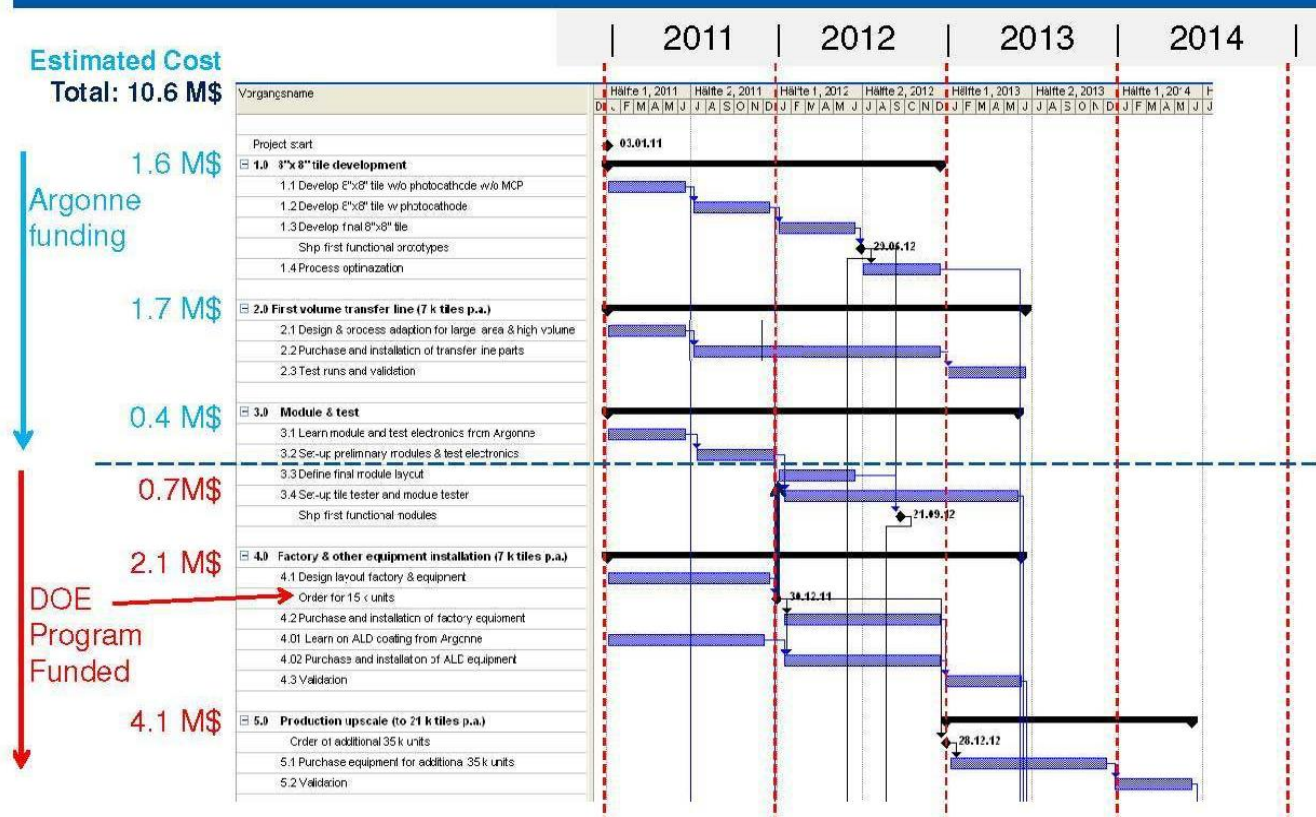 2011 2012 2013 2014
Estimated Cost
Total: 10.6 M$
Vorgangsname
Hälfte 1, 2011 Hälfte 2, 2011 Hälfte 1, 2012 Hälfte 2, 2012 Hälfte 1, 2013 Hälfte 2, 2013 Hälfte 1, 2014 H
D J F M A M J J A S O N D J F M A M J J A S O N D J F M A M J J A S O N D J F M A M J J
Project start 03.01.11
1.6 M$ 1.0 8"x 8" tile development
Argonne funding
1.1 Develop 8"x8" tile w/o photocathode w/o MCP
1.2 Develop 8"x8" tile w photocathode
1.3 Develop final 8"x8" tile
Ship first functional prototypes 29.06.12
1.4 Process optimazation
1.7 M$ 2.0 First volume transfer line (7 k tiles p.a.)
2.1 Design & process adaption for large area & high volume
2.2 Purchase and installation of transfer line parts
2.3 Test runs and validation
0.4 M$ 3.0 Module & test
3.1 Learn module and test electronics from Argonne
3.2 Set-up preliminary modules & test electronics
3.3 Define final module layout
0.7M$ 3.4 Set-up tile tester and module tester
Ship first functional modules 21.09.12
2.1 M$ 4.0 Factory & other equipment installation (7 k tiles p.a.)
4.1 Design layout factory & equipment
DOE Program Funded
Order for 15 k units 30.12.11
4.2 Purchase and installation of factory equipment
4.01 Learn on ALD coating from Argonne
4.02 Purchase and installation of ALD equipment
4.3 Validation
4.1 M$ 5.0 Production upscale (to 21 k tiles p.a.)
Order of additional 35 k units 28.12.12
5.1 Purchase equipment for additional 35 k units
5.2 Validation